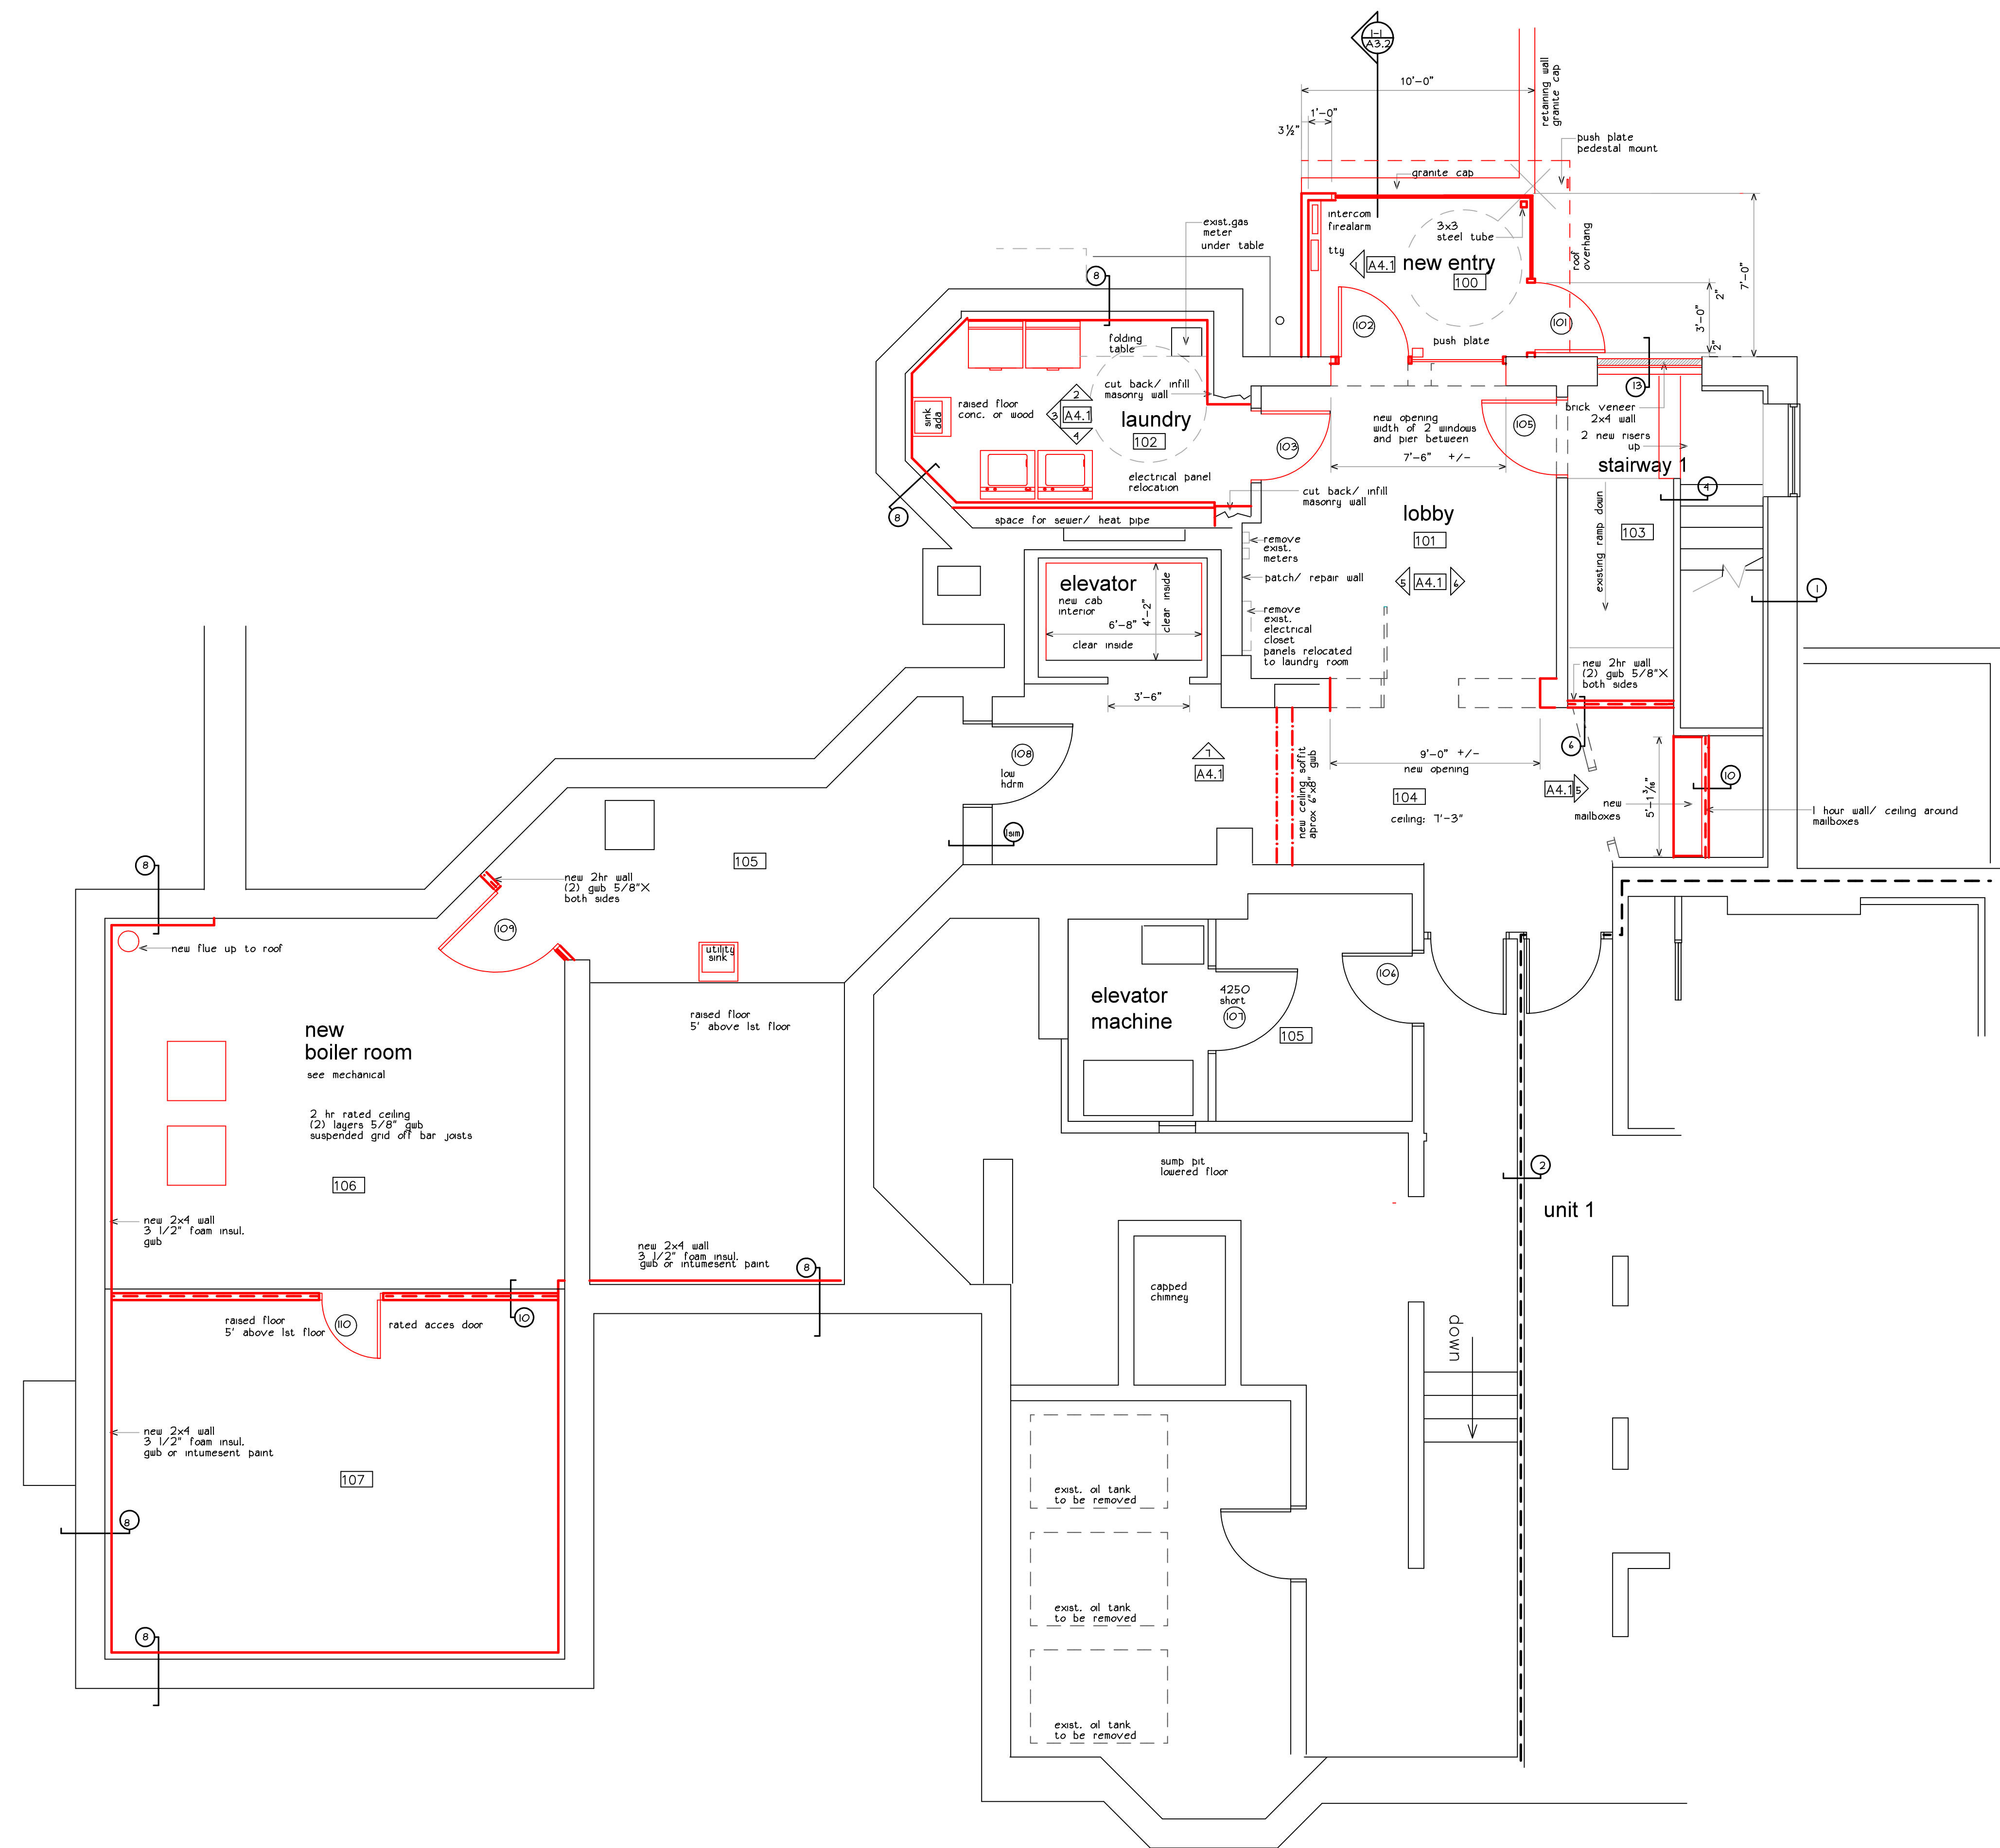 1-1
A3.2
10'-0"
1'-0"
3½"
retaining wall
granite cap
push plate
pedestal mount
granite cap
intercom
firealarm
tty
3x3
steel tube
roof
overhang
1
A4.1
new entry
100
7'-0"
3'-0"
2"
2"
exist.gas
meter
under table
8
102
101
push plate
13
folding
table
cut back/ infill
masonry wall
sink
ada
raised floor
conc. or wood
2
3
A4.1
4
laundry
102
electrical panel
relocation
103
new opening
width of 2 windows
and pier between
7'-6" +/-
105
brick veneer
2x4 wall
2 new risers
up
stairway 1
4
8
space for sewer/ heat pipe
cut back/ infill
masonry wall
lobby
101
103
existing ramp down
remove
exist.
meters
patch/ repair wall
5
A4.1
6
1
elevator
new cab
interior
4'-2"
clear inside
6'-8"
clear inside
remove
exist.
electrical
closet
panels relocated
to laundry room
new 2hr wall
(2) gwb 5/8"X
both sides
3'-6"
108
low
hdrm
7
A4.1
new ceiling soffit
aprox 6"x8" gwb
9'-0" +/-
new opening
6
104
ceiling: 7'-3"
A4.1
5
5'-1 3/16"
10
new
mailboxes
1 hour wall/ ceiling around
mailboxes
1sim
8
105
new 2hr wall
(2) gwb 5/8"X
both sides
109
new flue up to roof
utility
sink
elevator
machine
4250
short
107
106
105
raised floor
5' above 1st floor
new
boiler room
see mechanical
2 hr rated ceiling
(2) layers 5/8" gwb
suspended grid off bar joists
106
sump pit
lowered floor
2
unit 1
new 2x4 wall
3 1/2" foam insul.
gwb
new 2x4 wall
3 1/2" foam insul.
gwb or intumesent paint
8
capped
chimney
raised floor
5' above 1st floor
110
rated acces door
10
down
new 2x4 wall
3 1/2" foam insul.
gwb or intumesent paint
107
8
exist. oil tank
to be removed
exist. oil tank
to be removed
8
exist. oil tank
to be removed